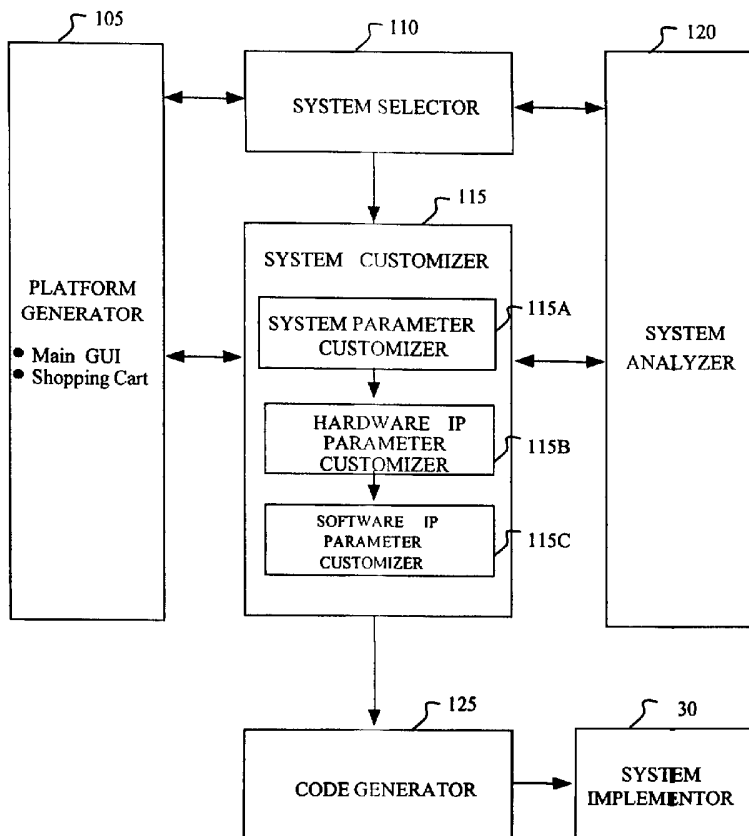 105
110
120
SYSTEM SELECTOR
115
SYSTEM CUSTOMIZER
PLATFORM
GENERATOR
• Main GUI
• Shopping Cart
SYSTEM PARAMETER
CUSTOMIZER
115A
HARDWARE IP
PARAMETER
CUSTOMIZER
115B
SOFTWARE IP
PARAMETER
CUSTOMIZER
115C
SYSTEM
ANALYZER
125
CODE GENERATOR
30
SYSTEM
IMPLEMENTOR